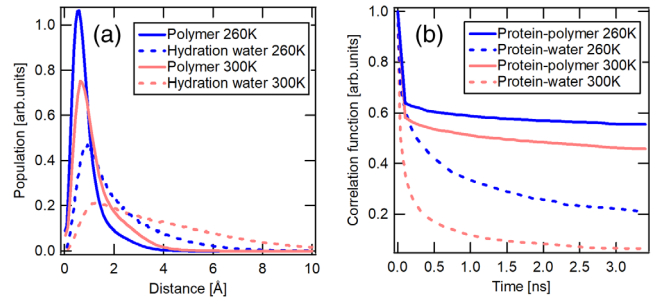 (a)
Polymer 260K
Hydration water 260K
Polymer 300K
Hydration water 300K
Population [arb.units]
1.0
0.8
0.6
0.4
0.2
0.0
0
2
4
6
8
10
Distance [Å]
(b)
Protein-polymer 260K
Protein-water 260K
Protein-polymer 300K
Protein-water 300K
Correlation function [arb.units]
1.0
0.8
0.6
0.4
0.2
0.0
0.5
1.0
1.5
2.0
2.5
3.0
Time [ns]